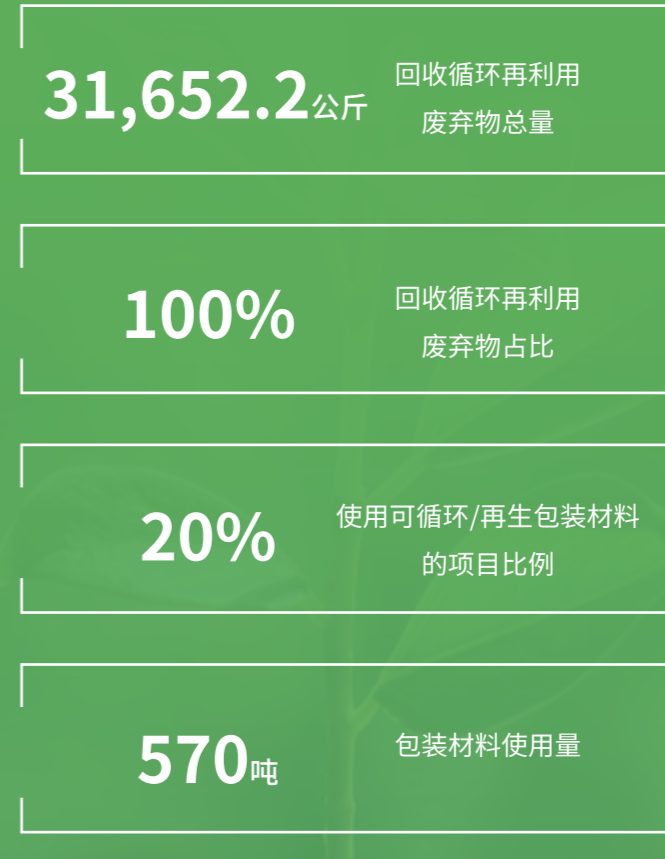 31,652.2公斤
回收循环再利用
废弃物总量
100%
回收循环再利用
废弃物占比
20%
使用可循环/再生包装材料
的项目比例
570吨
包装材料使用量